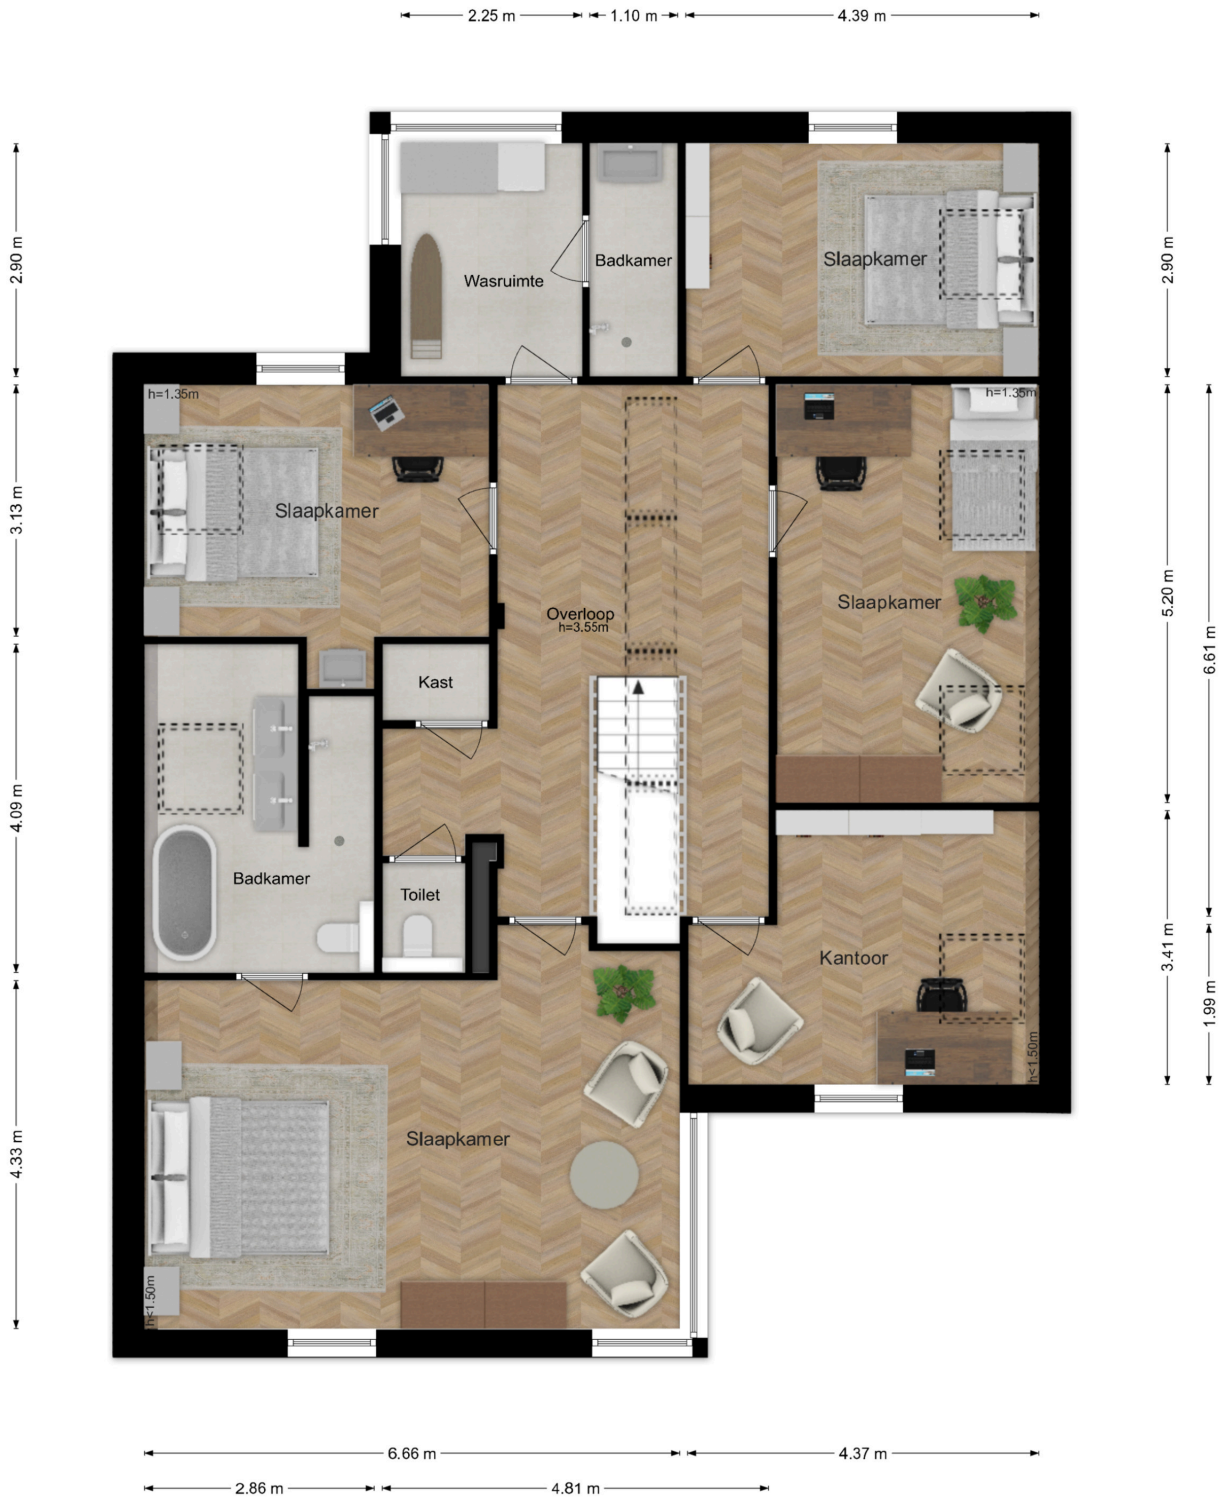 2.25 m
1.10 m
4.39 m
2.90 m
2.90 m
Wasruimte
Badkamer
Slaapkamer
h=1.35m
h=1.35m
3.13 m
Slaapkamer
Overloop
h=3.55m
Slaapkamer
5.20 m
6.61 m
Kast
4.09 m
Badkamer
Toilet
Kantoor
3.41 m
1.99 m
h<1.50m
Slaapkamer
4.33 m
h<1.50m
6.66 m
4.37 m
2.86 m
4.81 m